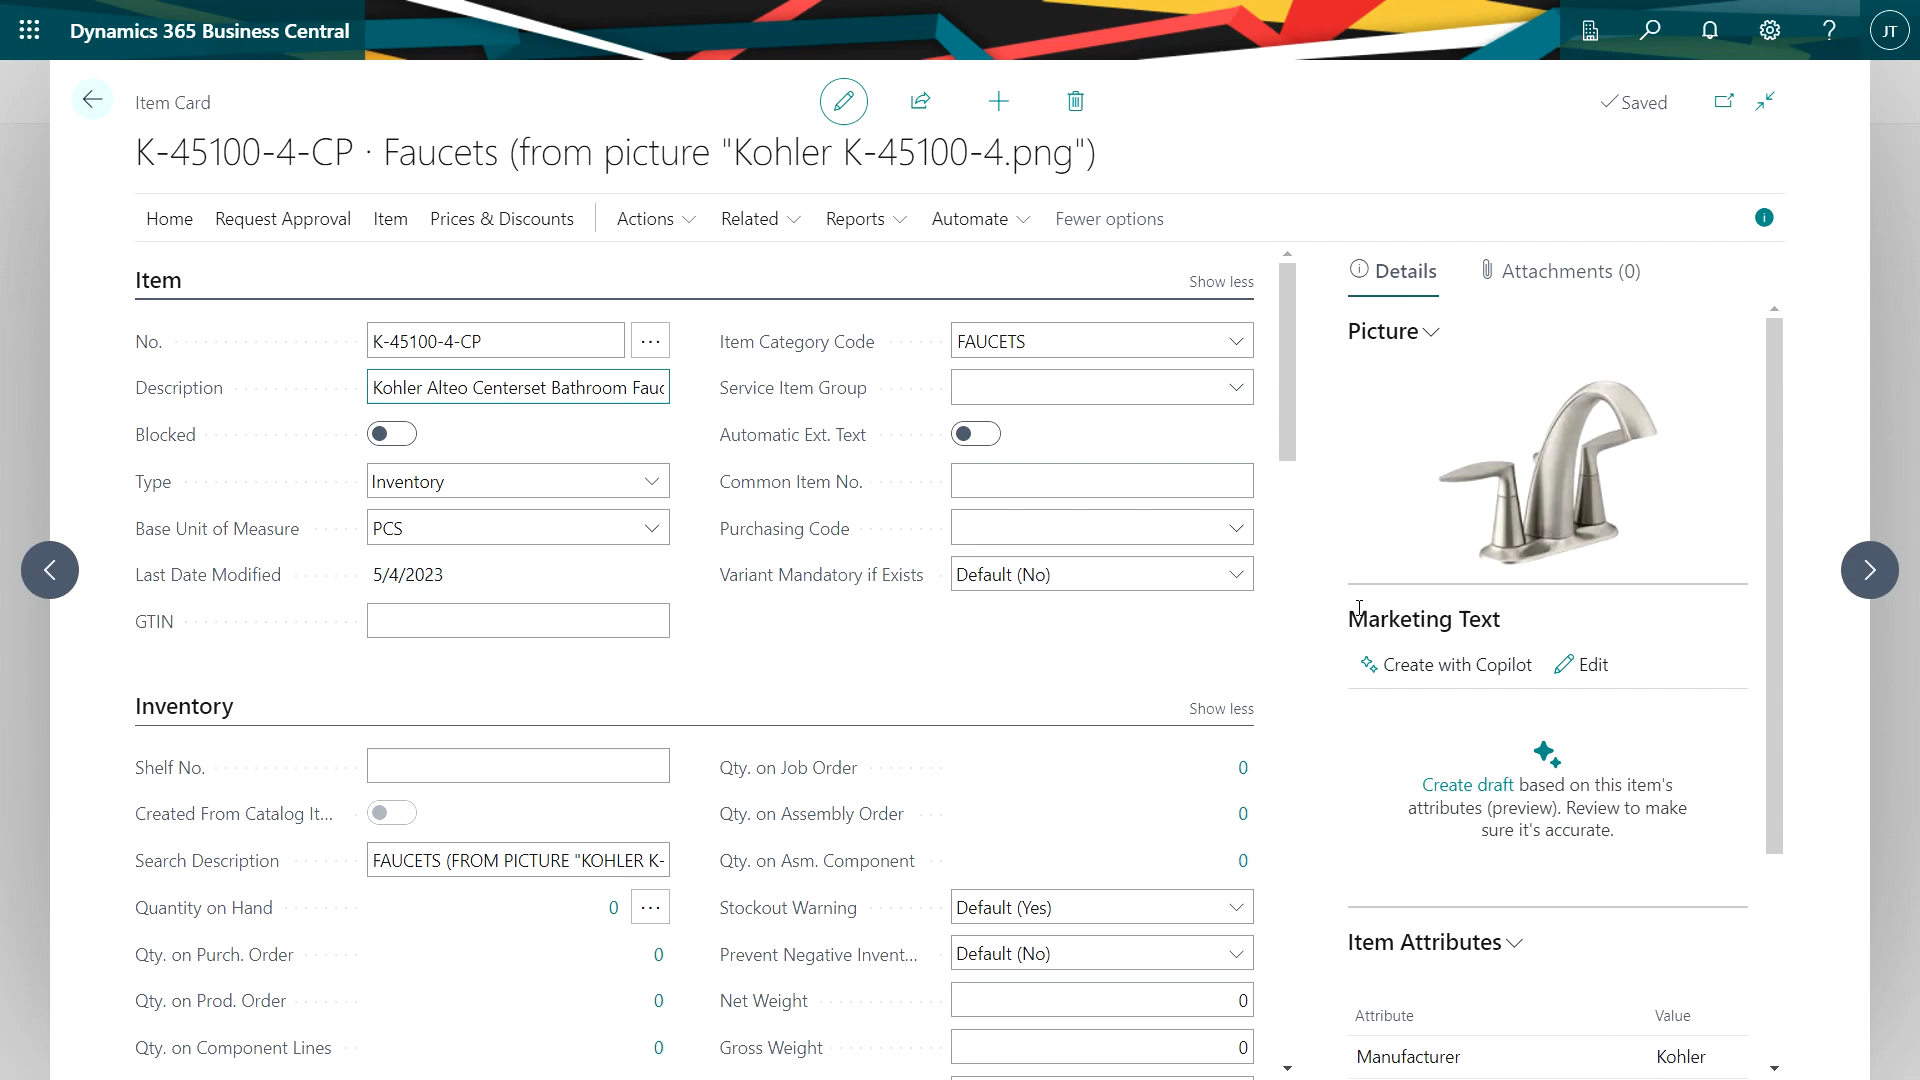 Dynamics 365 Business Central
JT
Item Card
Saved
K-45100-4-CP · Faucets (from picture "Kohler K-45100-4.png")
Home Request Approval Item Prices & Discounts Actions Related Reports Automate Fewer options
Item
Show less
No. K-45100-4-CP
Description Kohler Alteo Centerset Bathroom Fauc
Blocked
Type Inventory
Base Unit of Measure PCS
Last Date Modified 5/4/2023
GTIN
Item Category Code FAUCETS
Service Item Group
Automatic Ext. Text
Common Item No.
Purchasing Code
Variant Mandatory if Exists Default (No)
Inventory
Show less
Shelf No.
Created From Catalog It...
Search Description FAUCETS (FROM PICTURE "KOHLER K-
Quantity on Hand 0
Qty. on Purch. Order 0
Qty. on Prod. Order 0
Qty. on Component Lines 0
Qty. on Job Order 0
Qty. on Assembly Order 0
Qty. on Asm. Component 0
Stockout Warning Default (Yes)
Prevent Negative Invent... Default (No)
Net Weight 0
Gross Weight 0
Details Attachments (0)
Picture
Marketing Text
Create with Copilot Edit
Create draft based on this item's
attributes (preview). Review to make
sure it's accurate.
Item Attributes
Attribute Value
Manufacturer Kohler